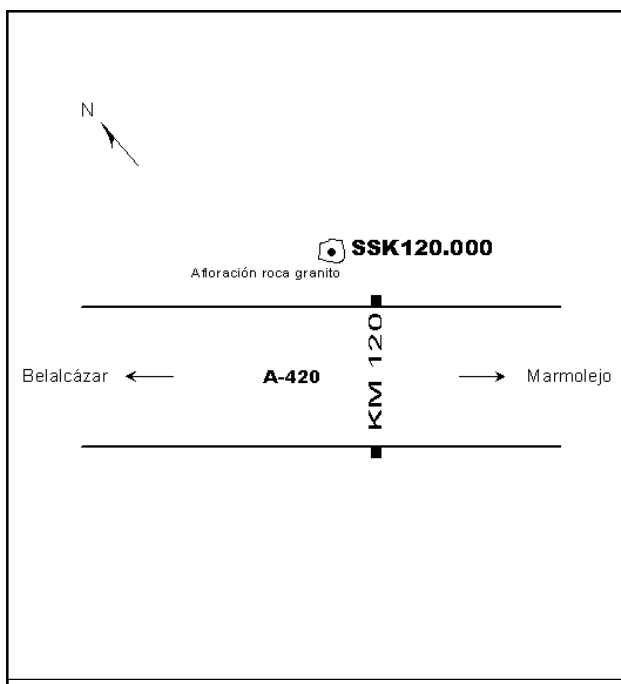 N
SSK120.000
Afloración roca granito
KM 120
Belalcázar
A-420
Marmolejo